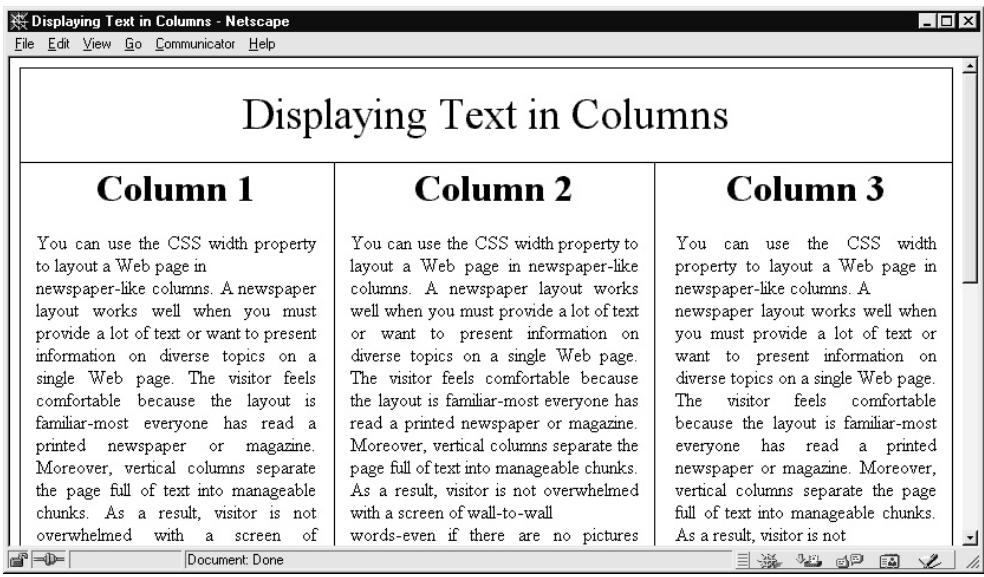 Displaying Text in Columns - Netscape
File Edit View Go Communicator Help
Displaying Text in Columns
Column 1
You can use the CSS width property
to layout a Web page in
newspaper-like columns. A newspaper
layout works well when you must
provide a lot of text or want to present
information on diverse topics on a
single Web page. The visitor feels
comfortable because the layout is
familiar-most everyone has read a
printed newspaper or magazine.
Moreover, vertical columns separate
the page full of text into manageable
chunks. As a result, visitor is not
overwhelmed with a screen of
Column 2
You can use the CSS width property to
layout a Web page in newspaper-like
columns. A newspaper layout works
well when you must provide a lot of text
or want to present information on
diverse topics on a single Web page.
The visitor feels comfortable because
the layout is familiar-most everyone has
read a printed newspaper or magazine.
Moreover, vertical columns separate the
page full of text into manageable chunks.
As a result, visitor is not overwhelmed
with a screen of wall-to-wall
words-even if there are no pictures
Column 3
You can use the CSS width
property to layout a Web page in
newspaper-like columns. A
newspaper layout works well when
you must provide a lot of text or
want to present information on
diverse topics on a single Web page.
The visitor feels comfortable
because the layout is familiar-most
everyone has read a printed
newspaper or magazine. Moreover,
vertical columns separate the page
full of text into manageable chunks.
As a result, visitor is not
Document: Done